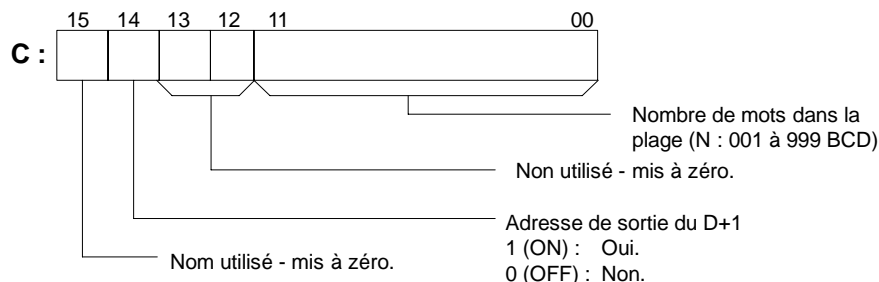 15 14 13 12 11 00
C :
Nombre de mots dans la
plage (N : 001 à 999 BCD)
Non utilisé - mis à zéro.
Adresse de sortie du D+1
1 (ON) : Oui.
0 (OFF) : Non.
Nom utilisé - mis à zéro.